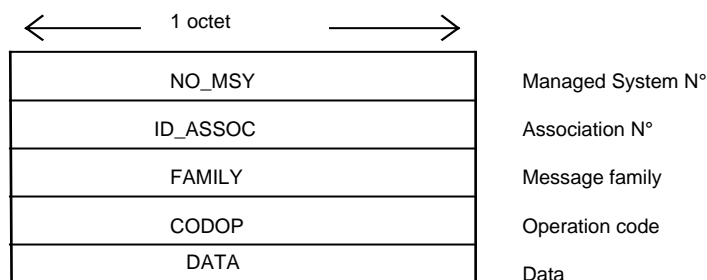 1 octet
NO_MSY Managed System N°
ID_ASSOC Association N°
FAMILY Message family
CODOP Operation code
DATA Data